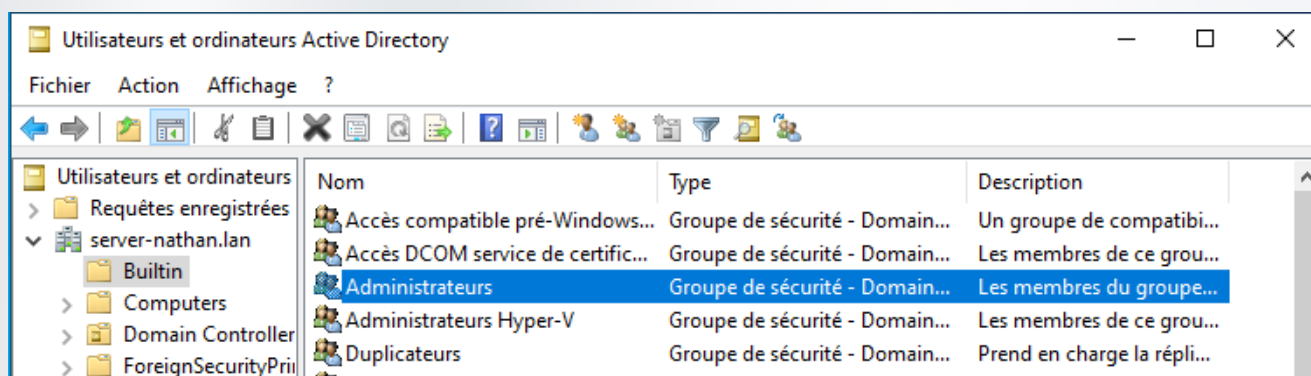 Utilisateurs et ordinateurs Active Directory
Fichier Action Affichage ?
Utilisateurs et ordinateurs Nom Type Description
Requêtes enregistrées Accès compatible pré-Windows... Groupe de sécurité - Domain... Un groupe de compatibi...
server-nathan.lan Accès DCOM service de certific... Groupe de sécurité - Domain... Les membres de ce grou...
Builtin Administrateurs Groupe de sécurité - Domain... Les membres du groupe...
Computers Administrateurs Hyper-V Groupe de sécurité - Domain... Les membres de ce grou...
Domain Controller Duplicateurs Groupe de sécurité - Domain... Prend en charge la répli...
ForeignSecurityPri